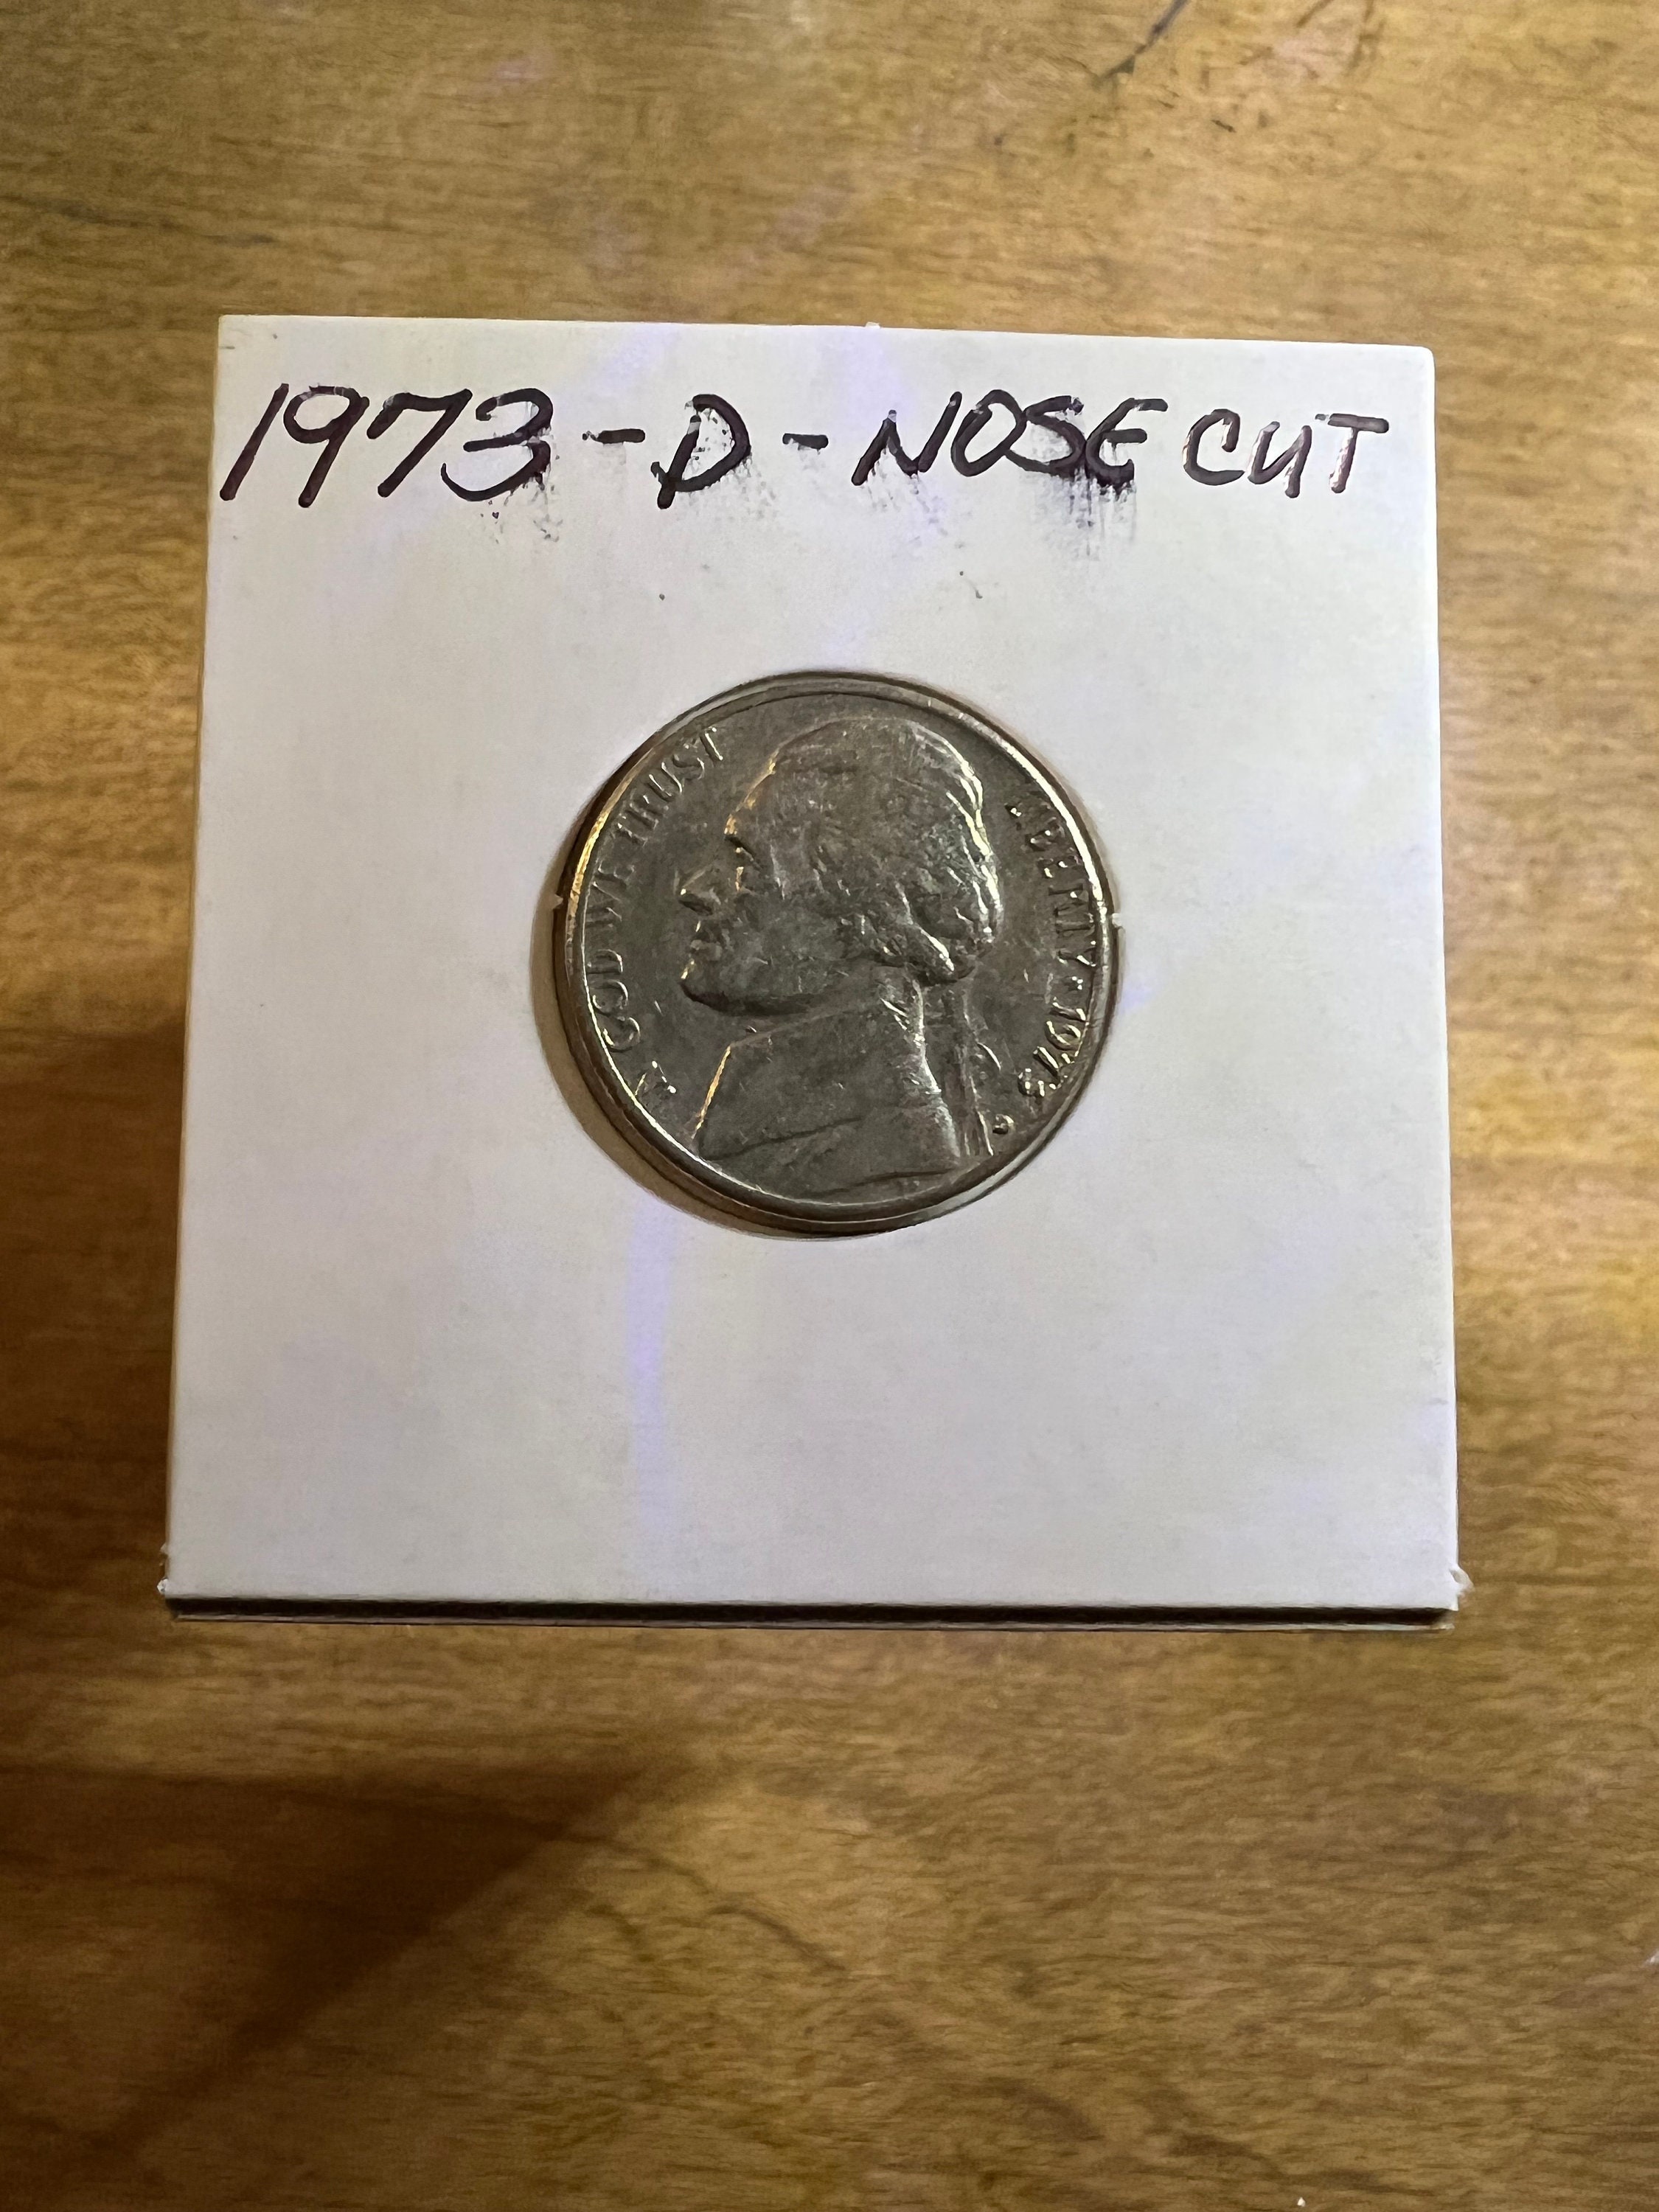 1973-D-NOSE CUT
IN GOD WE TRUST
LIBERTY · 1973